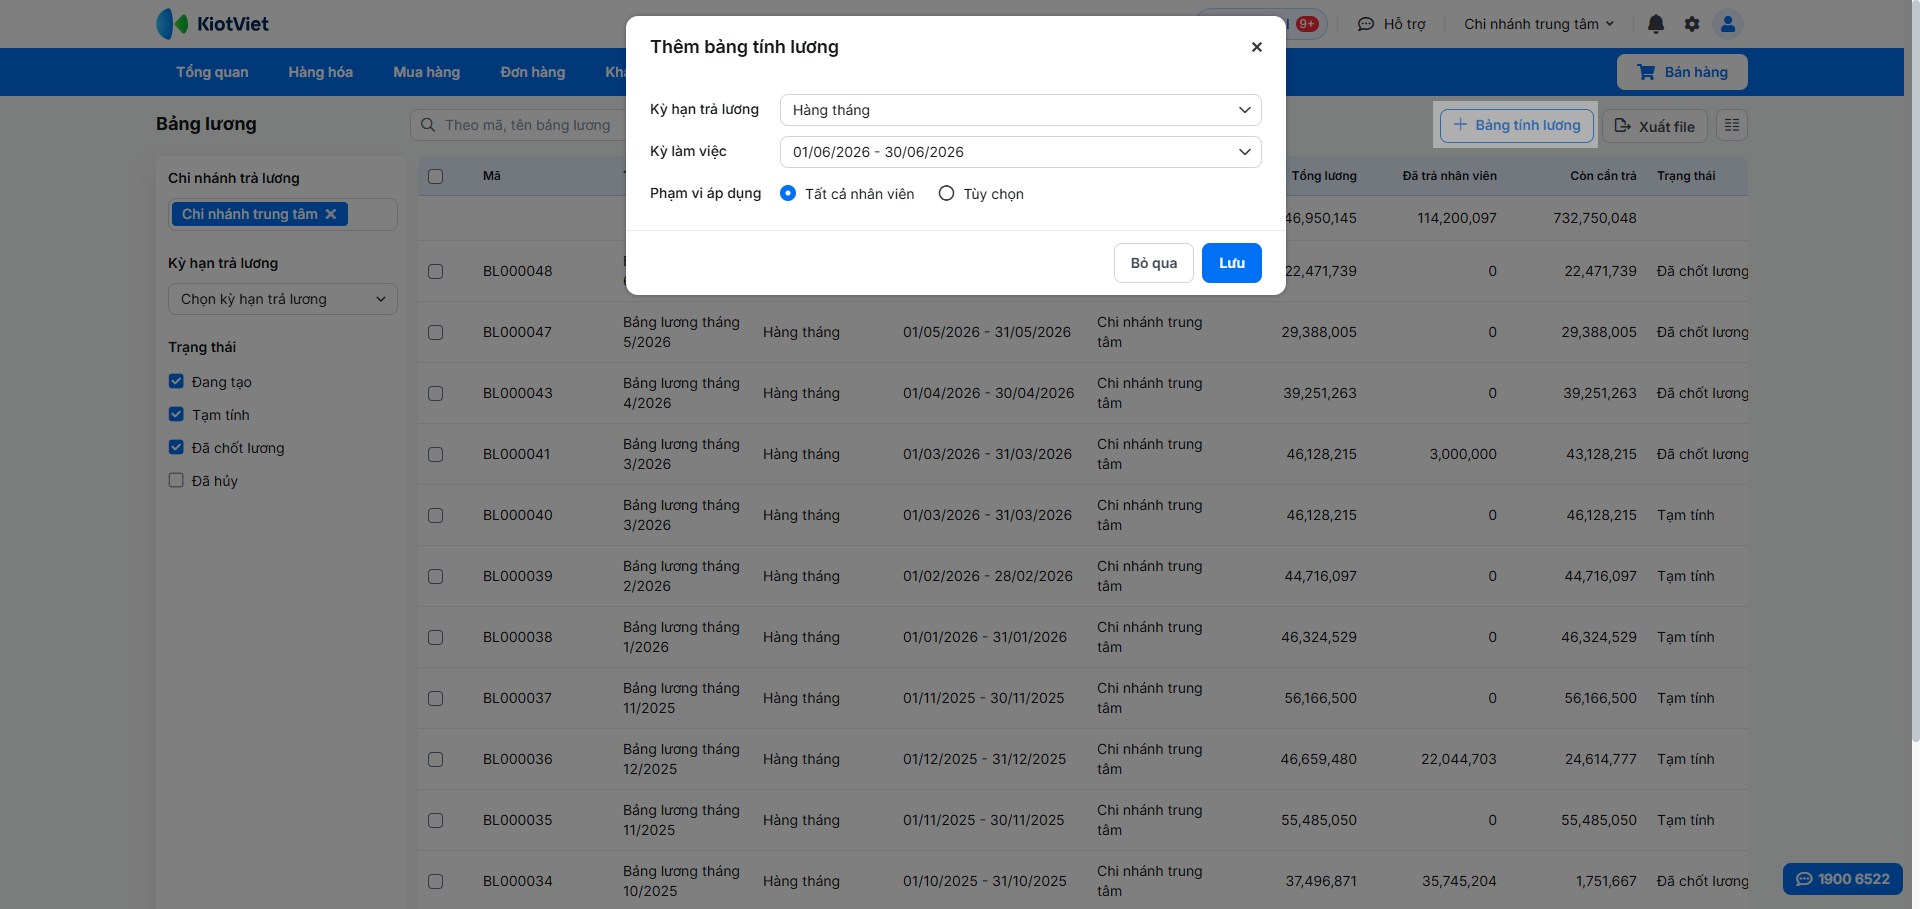 KiotViet
9+
Hỗ trợ
Chi nhánh trung tâm
Tổng quan
Hàng hóa
Mua hàng
Đơn hàng
Bán hàng
Thêm bảng tính lương
Kỳ hạn trả lương
Hàng tháng
Kỳ làm việc
01/06/2026 - 30/06/2026
Phạm vi áp dụng
Tất cả nhân viên
Tùy chọn
Bỏ qua
Lưu
Bảng lương
Theo mã, tên bảng lương
Bảng tính lương
Xuất file
Chi nhánh trả lương
Chi nhánh trung tâm
Kỳ hạn trả lương
Chọn kỳ hạn trả lương
Trạng thái
Đang tạo
Tạm tính
Đã chốt lương
Đã hủy
Mã
Tổng lương
Đã trả nhân viên
Còn cần trả
Trạng thái
46,950,145
114,200,097
732,750,048
BL000048
22,471,739
0
22,471,739
Đã chốt lương
BL000047
Bảng lương tháng
5/2026
Hàng tháng
01/05/2026 - 31/05/2026
Chi nhánh trung
tâm
29,388,005
0
29,388,005
Đã chốt lương
BL000043
Bảng lương tháng
4/2026
Hàng tháng
01/04/2026 - 30/04/2026
Chi nhánh trung
tâm
39,251,263
0
39,251,263
Đã chốt lương
BL000041
Bảng lương tháng
3/2026
Hàng tháng
01/03/2026 - 31/03/2026
Chi nhánh trung
tâm
46,128,215
3,000,000
43,128,215
Đã chốt lương
BL000040
Bảng lương tháng
3/2026
Hàng tháng
01/03/2026 - 31/03/2026
Chi nhánh trung
tâm
46,128,215
0
46,128,215
Tạm tính
BL000039
Bảng lương tháng
2/2026
Hàng tháng
01/02/2026 - 28/02/2026
Chi nhánh trung
tâm
44,716,097
0
44,716,097
Tạm tính
BL000038
Bảng lương tháng
1/2026
Hàng tháng
01/01/2026 - 31/01/2026
Chi nhánh trung
tâm
46,324,529
0
46,324,529
Tạm tính
BL000037
Bảng lương tháng
11/2025
Hàng tháng
01/11/2025 - 30/11/2025
Chi nhánh trung
tâm
56,166,500
0
56,166,500
Tạm tính
BL000036
Bảng lương tháng
12/2025
Hàng tháng
01/12/2025 - 31/12/2025
Chi nhánh trung
tâm
46,659,480
22,044,703
24,614,777
Tạm tính
BL000035
Bảng lương tháng
11/2025
Hàng tháng
01/11/2025 - 30/11/2025
Chi nhánh trung
tâm
55,485,050
0
55,485,050
Tạm tính
BL000034
Bảng lương tháng
10/2025
Hàng tháng
01/10/2025 - 31/10/2025
Chi nhánh trung
tâm
37,496,871
35,745,204
1,751,667
Đã chốt lương
1900 6522